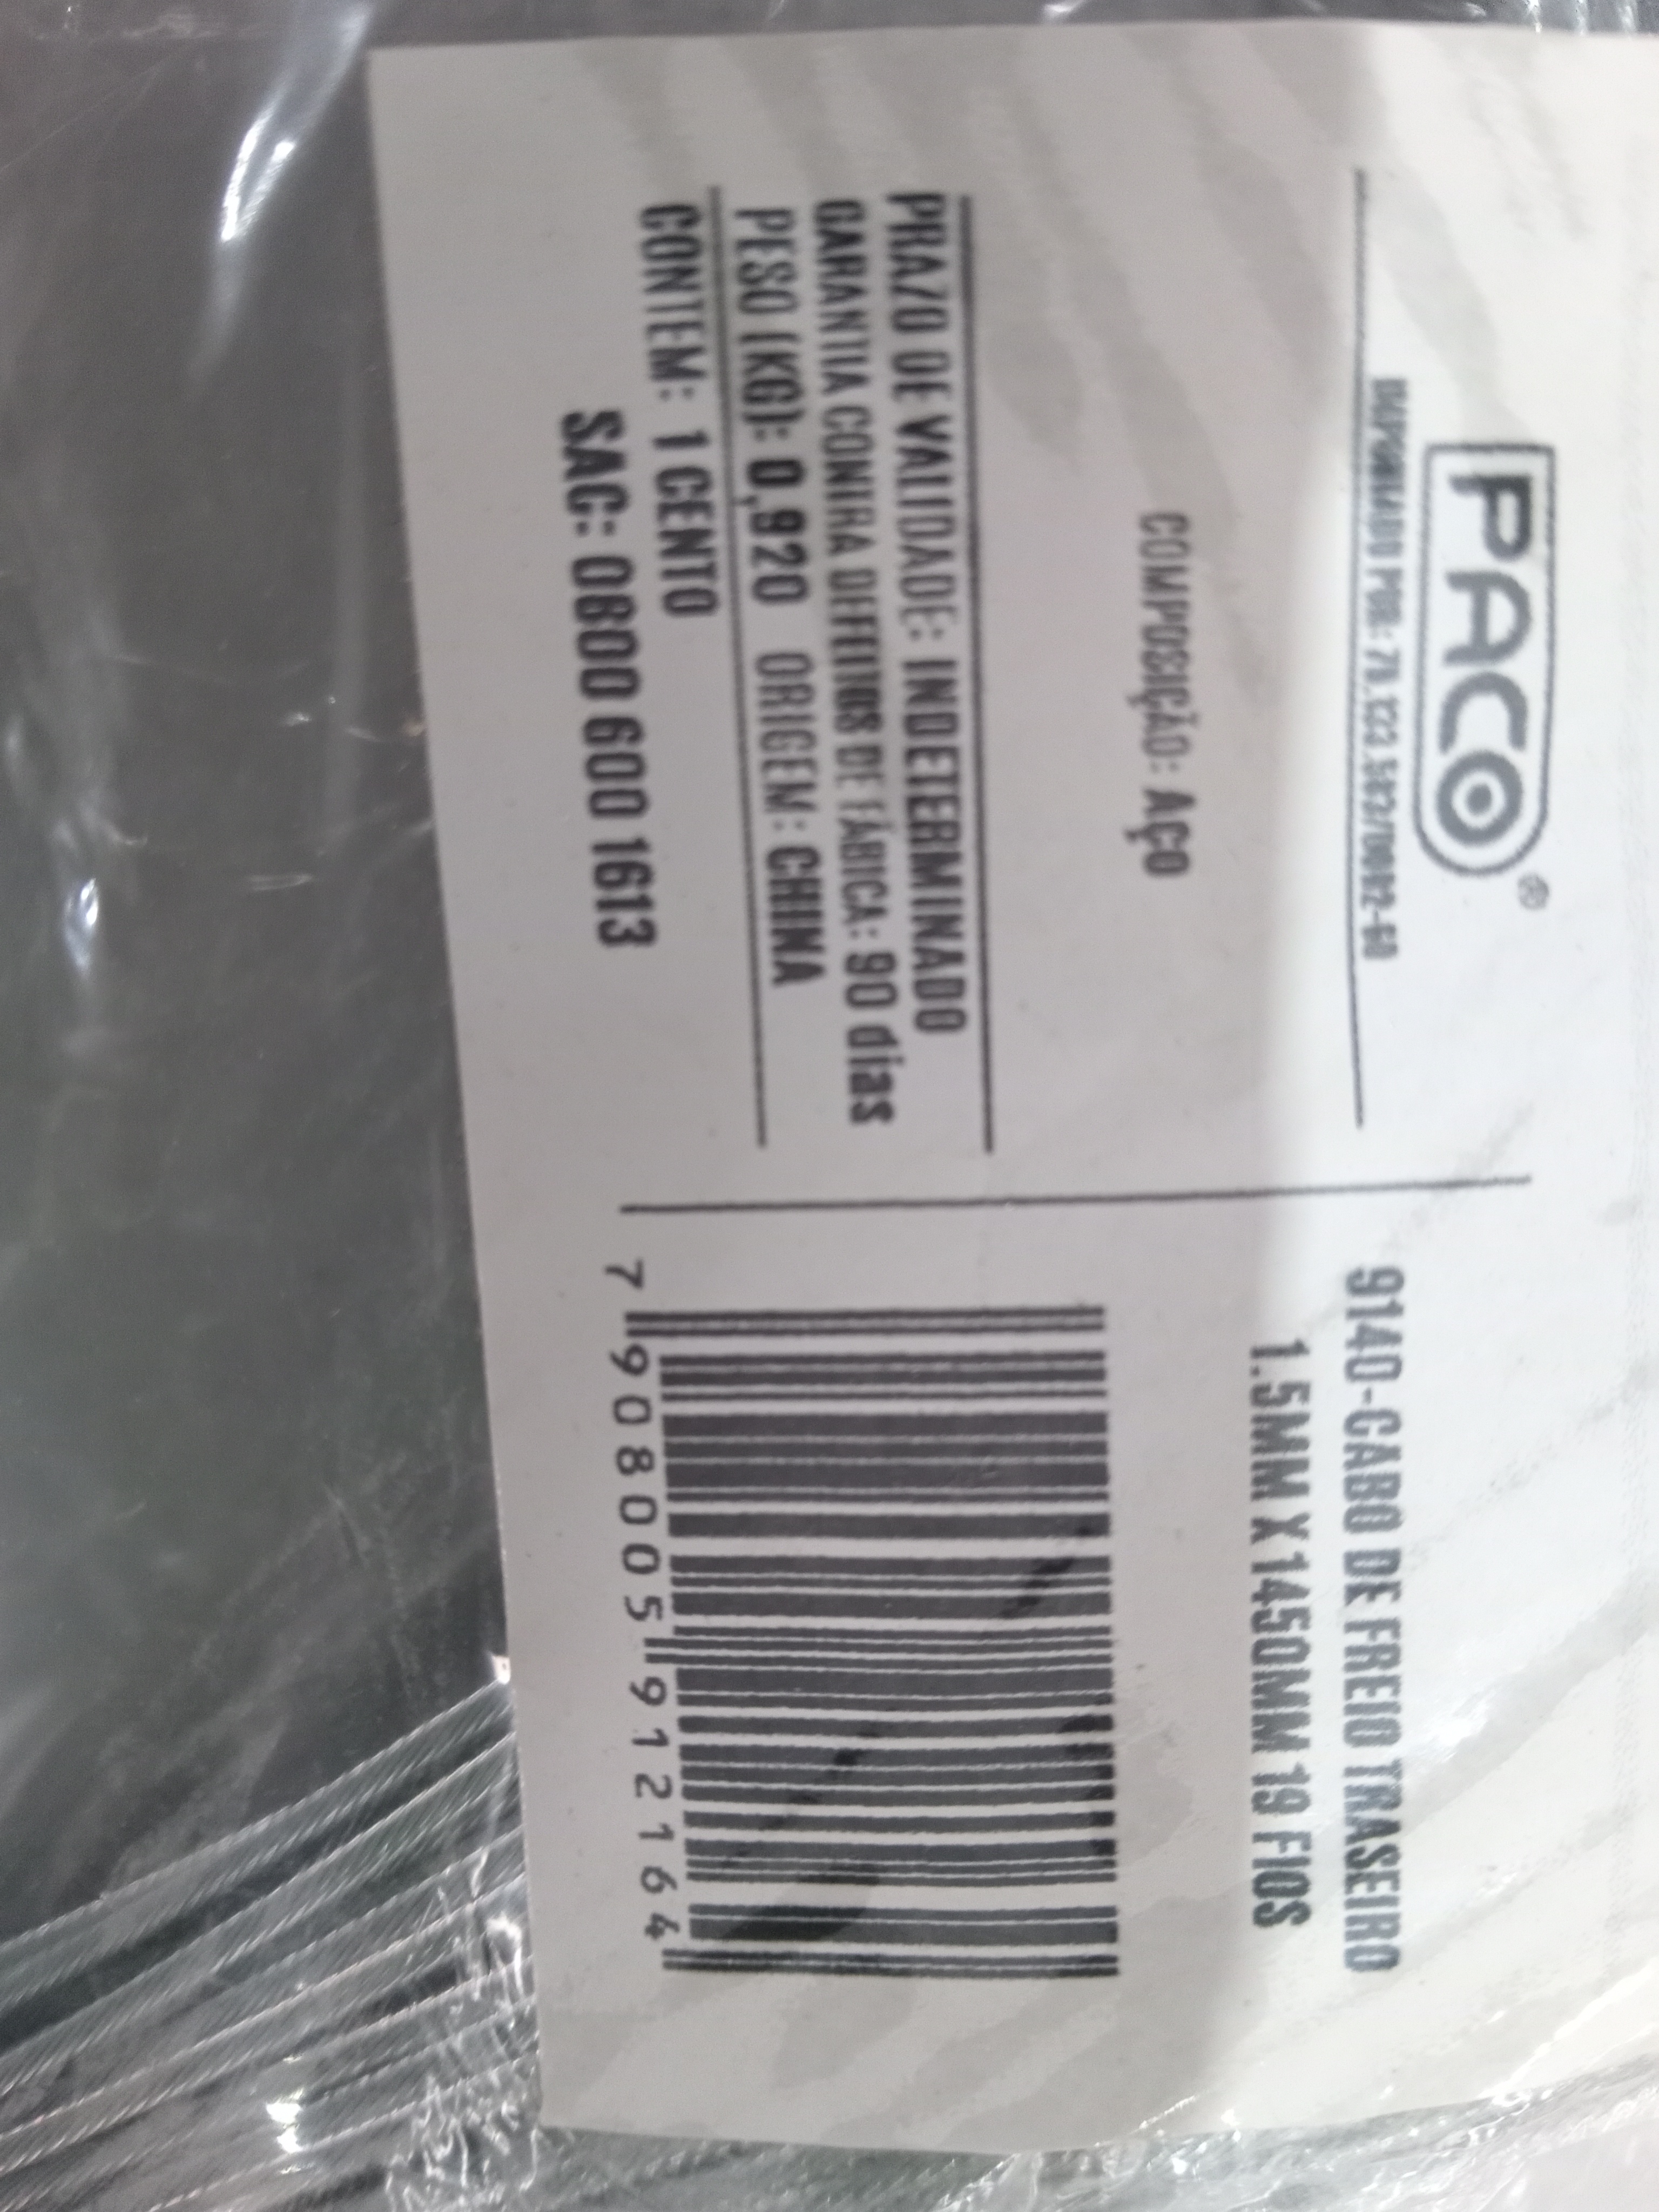 PACO®
IMPORTADO POR:
COMPOSIÇÃO: AÇO
PRAZO DE VALIDADE: INDETERMINADO
GARANTIA CONTRA DEFEITOS DE FÁBICA: 90 dias
PESO (KG): 0,920 ORIGEM: CHINA
CONTEM: 1 CENTO
SAC: 0800 600 1613
9140-CABO DE FREIO TRASEIRO
1.5MM X 1450MM 19 FIOS
7 908005 912164